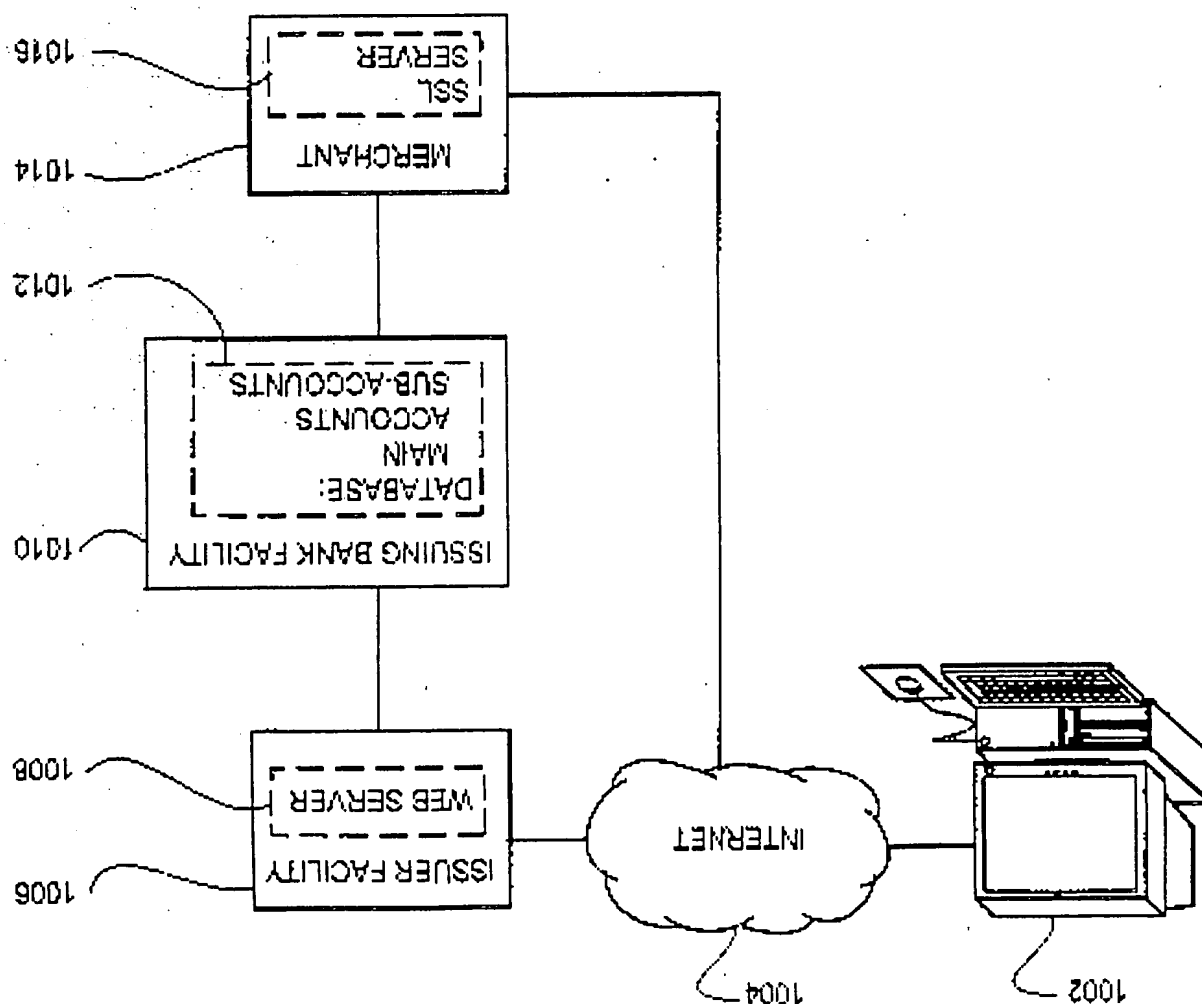 1002
1004
1006
ISSUER FACILITY
WEB SERVER
1008
INTERNET
1010
ISSUING BANK FACILITY
DATABASE:
MAIN
ACCOUNTS
SUB-ACCOUNTS
1012
1014
MERCHANT
SSL
SERVER
1016